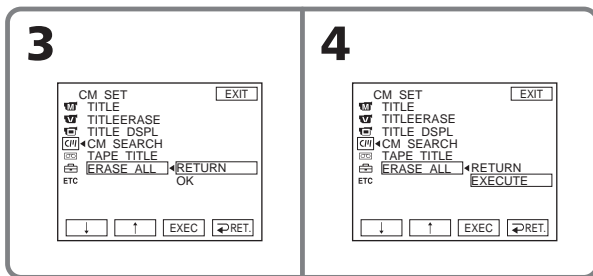 3
CM SET EXIT
M TITLE
V TITLEERASE
TITLE DSPL
CM CM SEARCH
TAPE TITLE
ERASE ALL RETURN
ETC OK
↓ ↑ EXEC RET.
4
CM SET EXIT
M TITLE
V TITLEERASE
TITLE DSPL
CM CM SEARCH
TAPE TITLE
ERASE ALL RETURN
ETC EXECUTE
↓ ↑ EXEC RET.